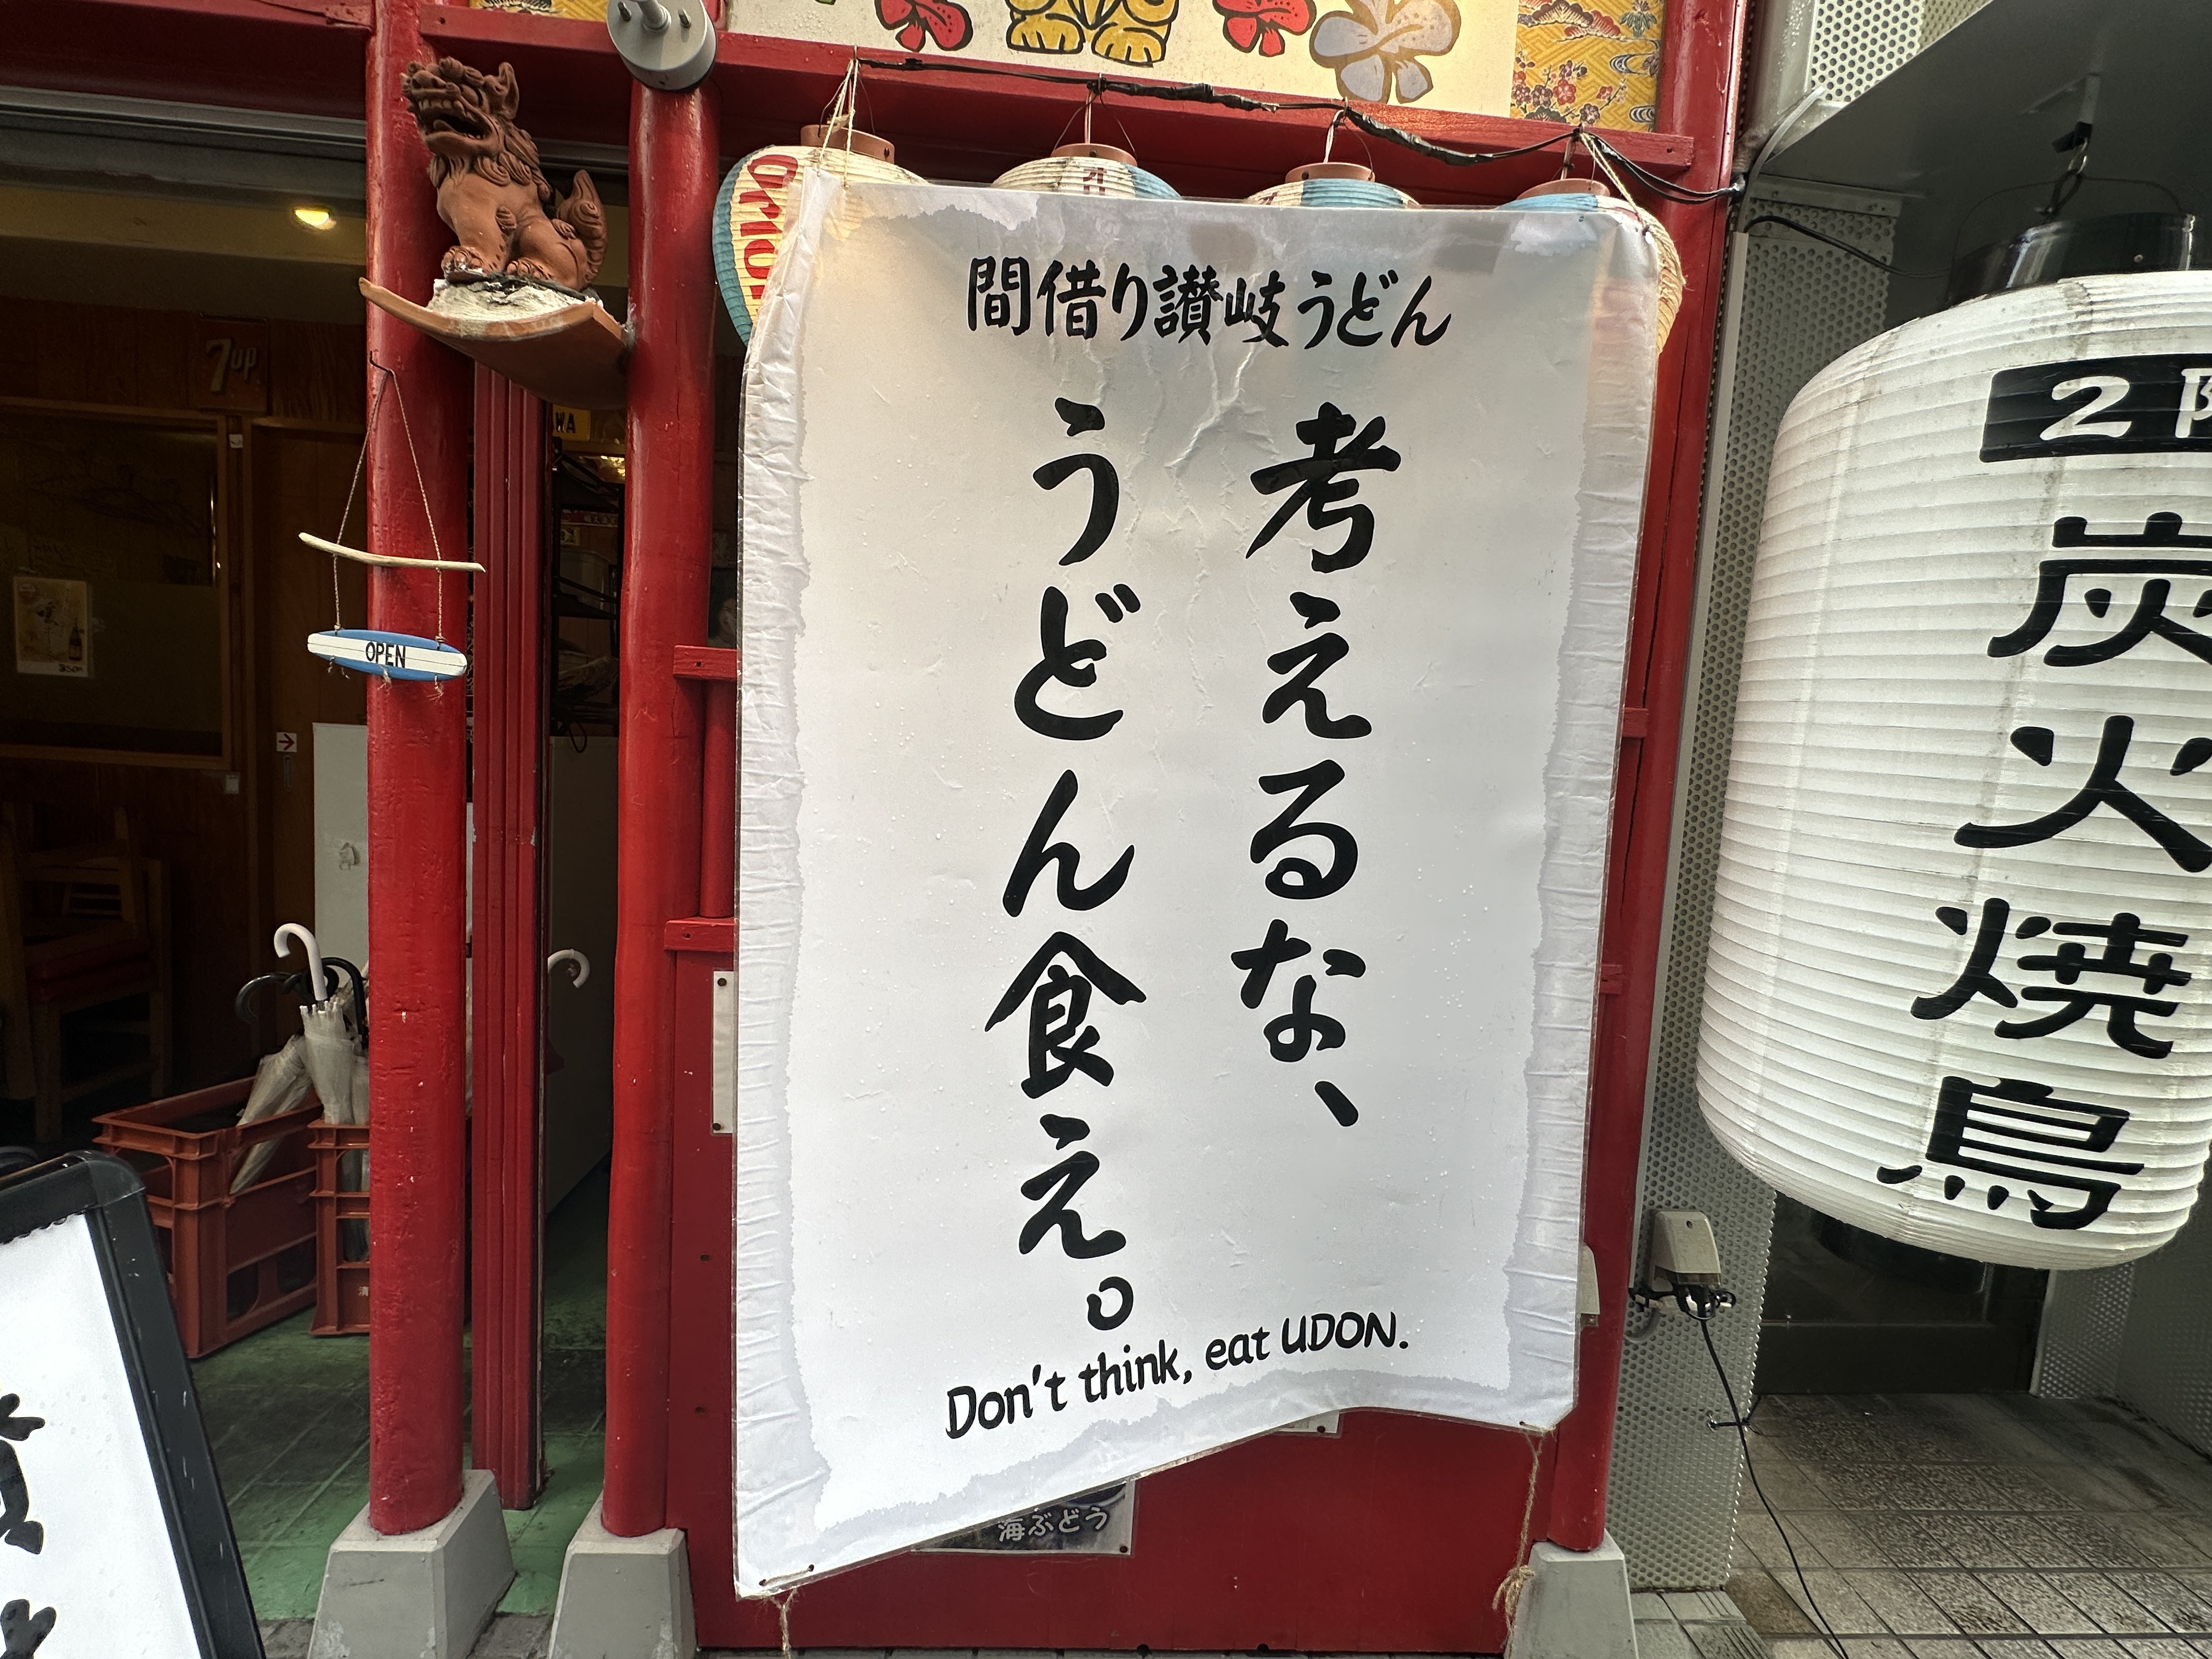 間借り讃岐うどん
考えるな、
うどん食え。
Don't think, eat UDON.
OPEN
7up
海ぶどう
2
炭火焼鳥